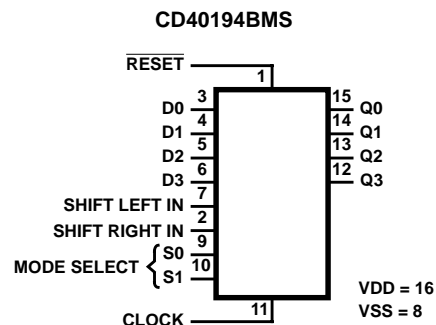 CD40194BMS
RESET
1
D0 3 15 Q0
D1 4 14 Q1
D2 5 13 Q2
D3 6 12 Q3
SHIFT LEFT IN 7
SHIFT RIGHT IN 2
S0 9
MODE SELECT
S1 10
VDD = 16
VSS = 8
CLOCK 11